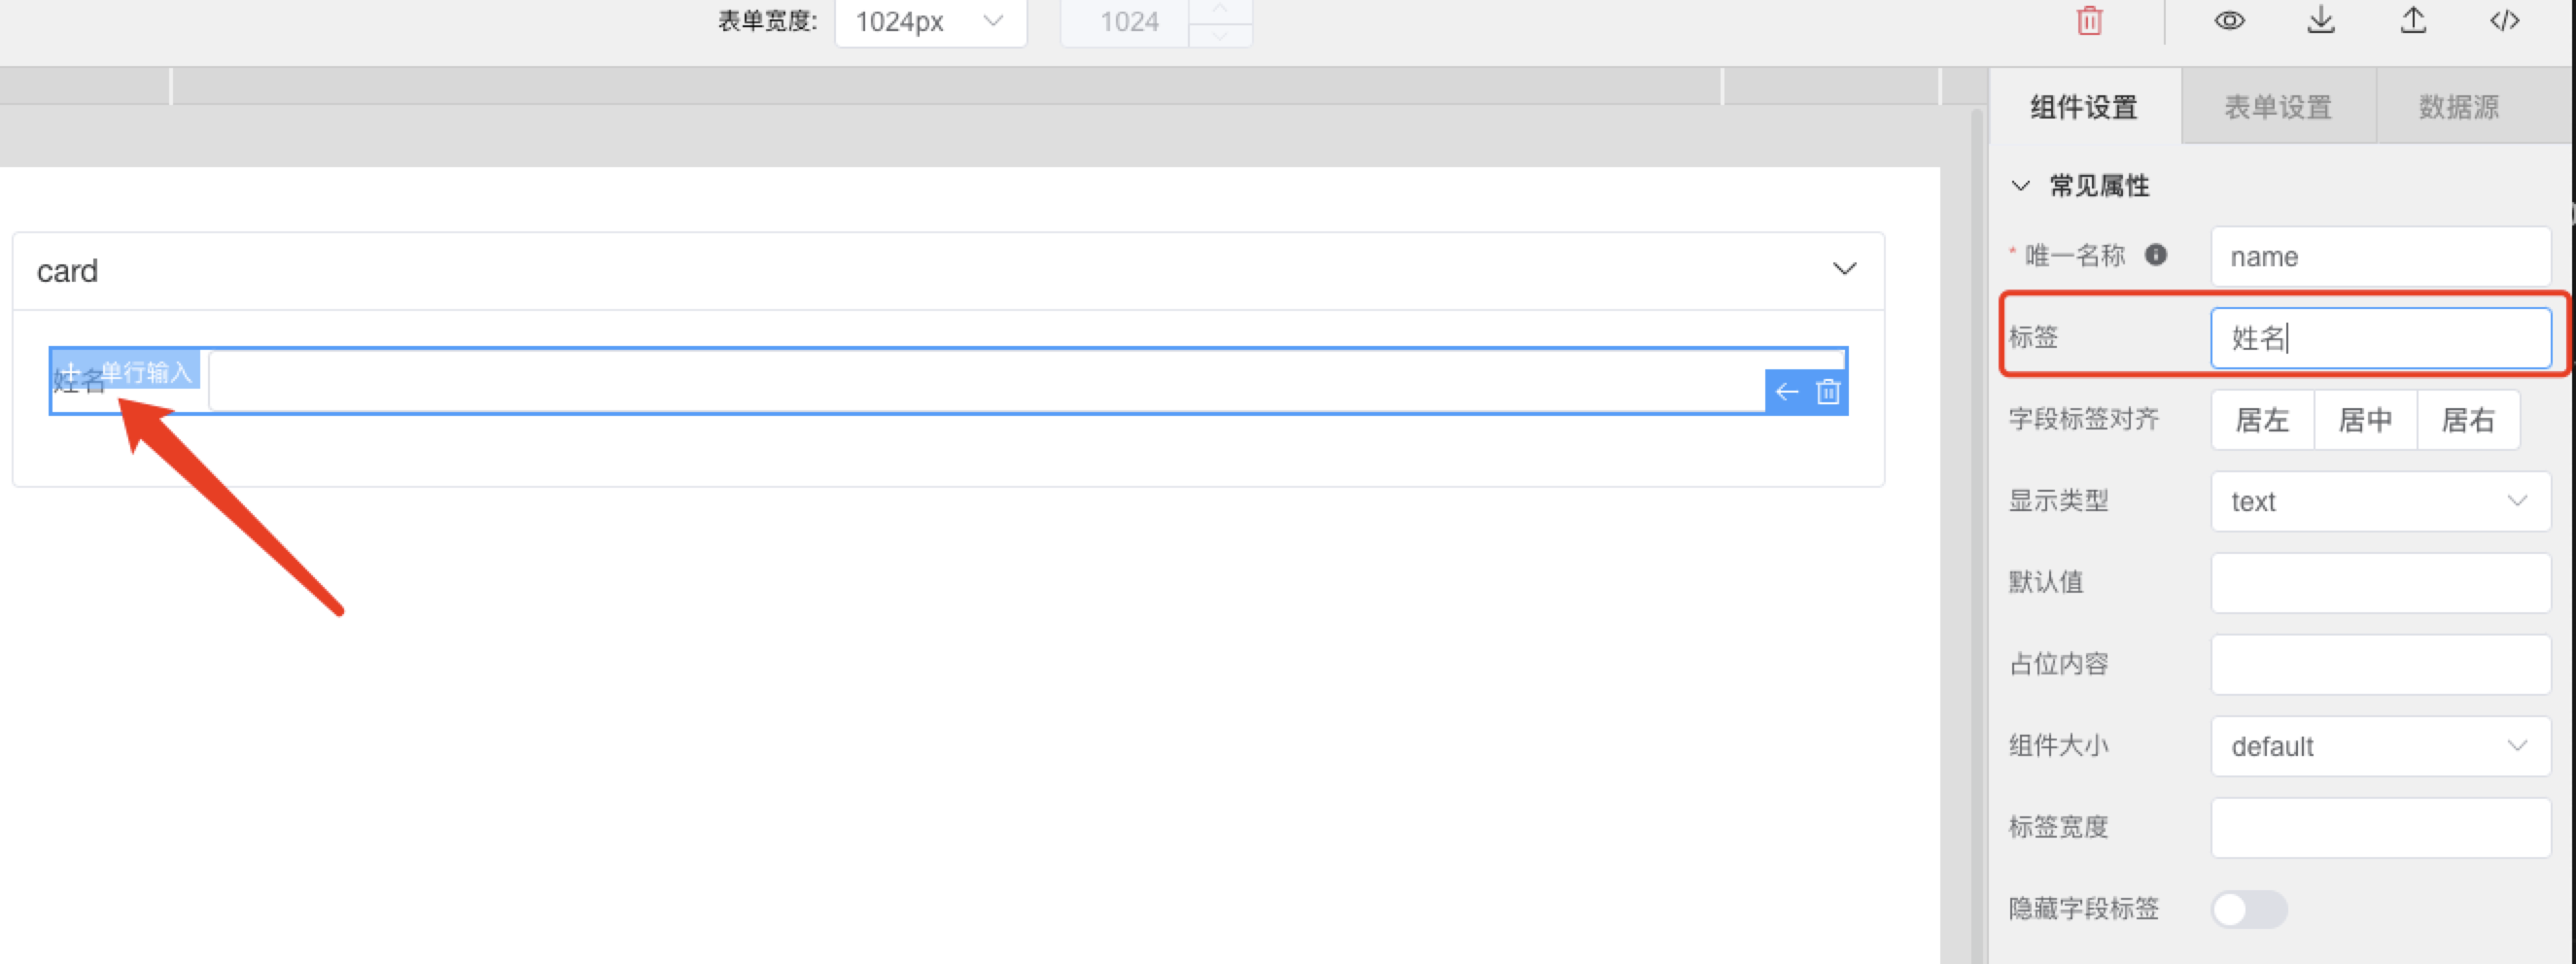 表单宽度: 1024px 1024
组件设置 表单设置 数据源
常见属性
* 唯一名称 name
card
标签 姓名
单行输入
姓名
字段标签对齐 居左 居中 居右
显示类型 text
默认值
占位内容
组件大小 default
标签宽度
隐藏字段标签